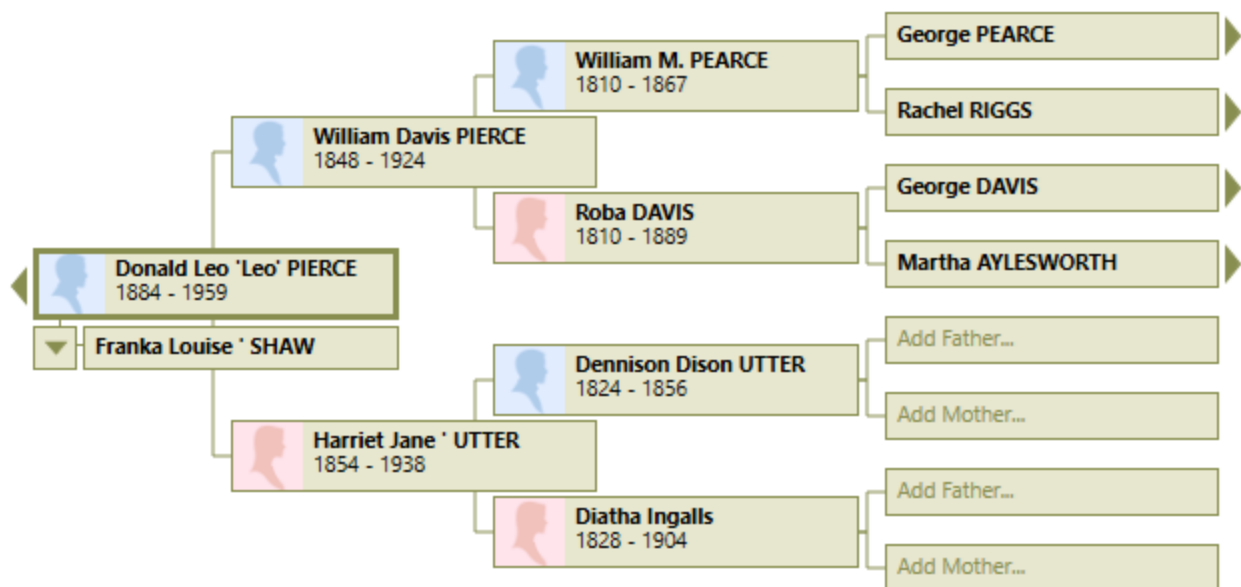 George PEARCE
William M. PEARCE
1810 - 1867
Rachel RIGGS
William Davis PIERCE
1848 - 1924
George DAVIS
Roba DAVIS
1810 - 1889
Martha AYLESWORTH
Donald Leo 'Leo' PIERCE
1884 - 1959
Franka Louise ' SHAW
Add Father...
Dennison Dison UTTER
1824 - 1856
Add Mother...
Harriet Jane ' UTTER
1854 - 1938
Add Father...
Diatha Ingalls
1828 - 1904
Add Mother...